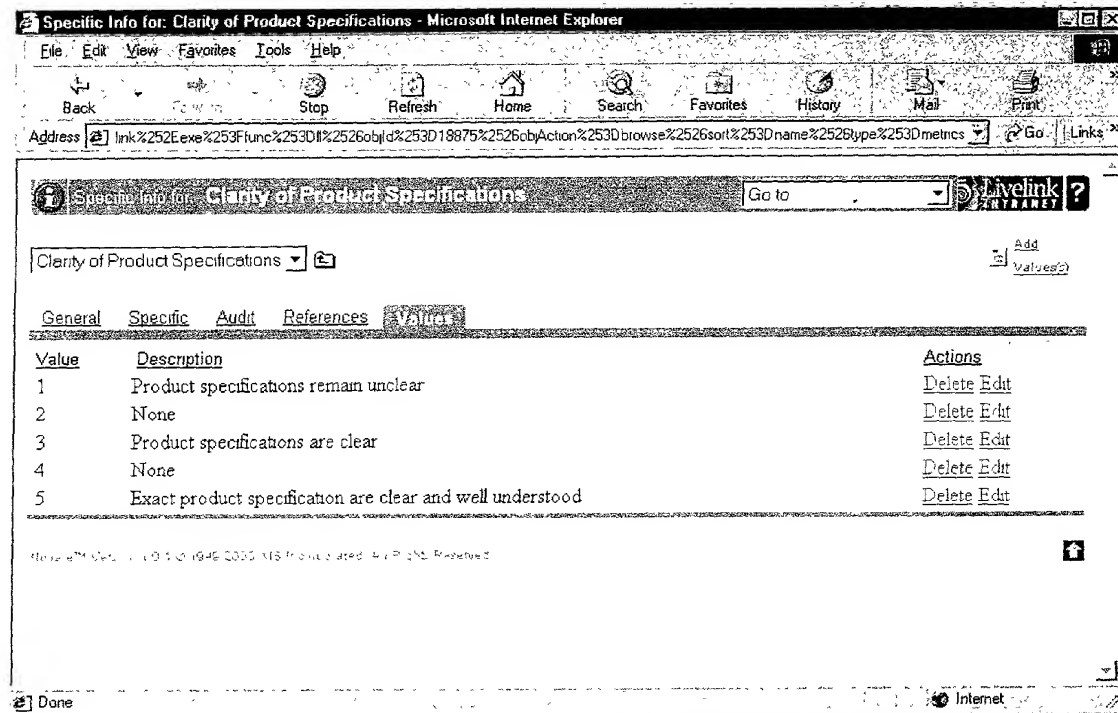 Specific Info for: Clarity of Product Specifications - Microsoft Internet Explorer
File Edit View Favorites Tools Help
Back Stop Refresh Home Search Favorites History Mail Print
Address link%252Eexe%253Ffunc%253Dll%2526objId%253D18875%2526objAction%253Dbrowse%2526sort%253Dname%2526type%253Dmetrics Go Links »
Specific Info for: Clarity of Product Specifications Go to Livelink INTRANET ?
Clarity of Product Specifications Add Values(s)
General Specific Audit References Values
Value Description Actions
1 Product specifications remain unclear Delete Edit
2 None Delete Edit
3 Product specifications are clear Delete Edit
4 None Delete Edit
5 Exact product specification are clear and well understood Delete Edit
Reserved
Done Internet